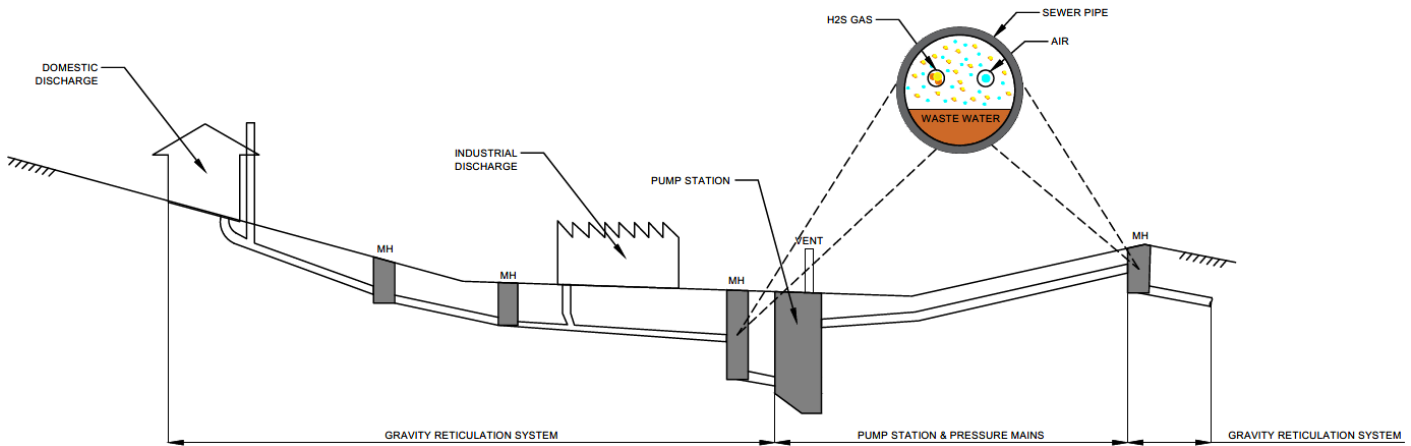 H2S GAS
SEWER PIPE
AIR
DOMESTIC
DISCHARGE
WASTE WATER
INDUSTRIAL
DISCHARGE
PUMP STATION
VENT
MH
MH
MH
MH
GRAVITY RETICULATION SYSTEM
PUMP STATION & PRESSURE MAINS
GRAVITY RETICULATION SYSTEM